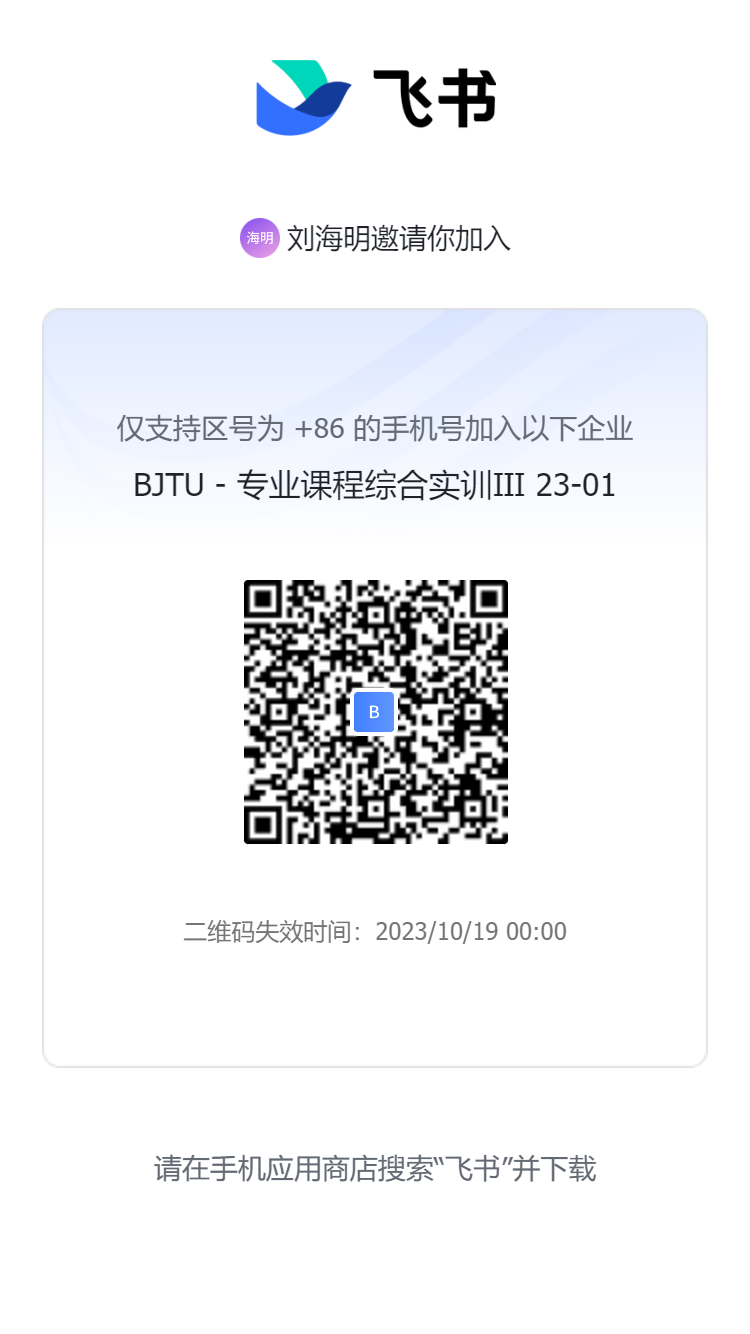 飞书
海明 刘海明邀请你加入
仅支持区号为 +86 的手机号加入以下企业
BJTU - 专业课程综合实训III 23-01
B
二维码失效时间：2023/10/19 00:00
请在手机应用商店搜索“飞书”并下载